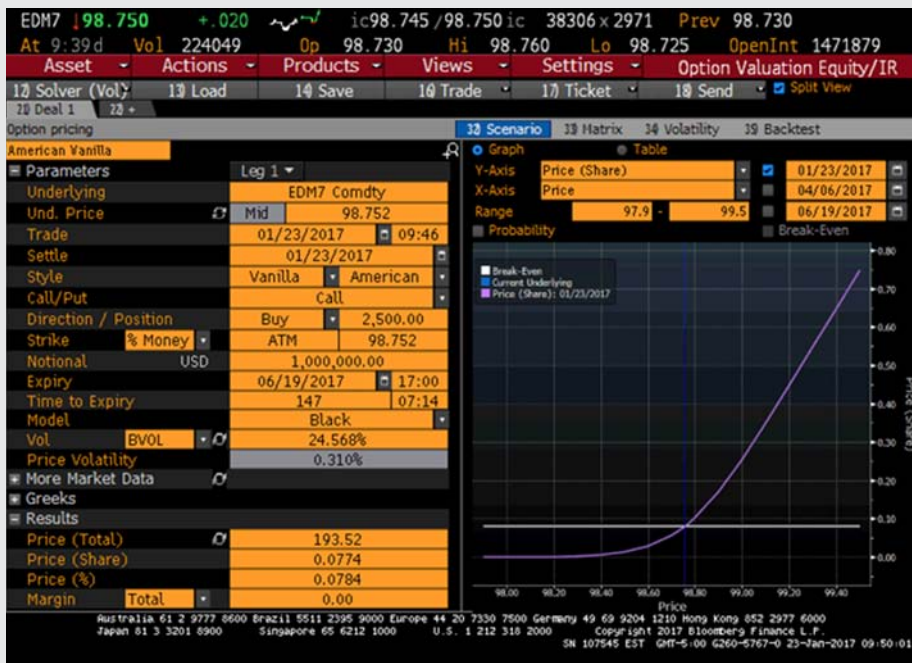 EDM7 ↓98.750 +.020 ic98.745/98.750ic 38306x2971 Prev 98.730
At 9:39d Vol 224049 Op 98.730 Hi 98.760 Lo 98.725 OpenInt 1471879
Asset Actions Products Views Settings Option Valuation Equity/IR
12) Solver (Vol) 13) Load 14) Save 16) Trade 17) Ticket 18) Send Split View
21) Deal 1 22) +
Option pricing 32) Scenario 33) Matrix 34) Volatility 39) Backtest
American Vanilla Graph Table
Parameters Leg 1 Y-Axis Price (Share) 01/23/2017
Underlying EDM7 Comdty X-Axis Price 04/06/2017
Und. Price Mid 98.752 Range 97.9 - 99.5 06/19/2017
Trade 01/23/2017 09:46 Probability Break-Even
Settle 01/23/2017
Style Vanilla American
Call/Put Call
Direction / Position Buy 2,500.00
Strike % Money ATM 98.752
Notional USD 1,000,000.00
Expiry 06/19/2017 17:00
Time to Expiry 147 07:14
Model Black
Vol BVOL 24.568%
Price Volatility 0.310%
More Market Data
Greeks
Results
Price (Total) 193.52
Price (Share) 0.0774
Price (%) 0.0784
Margin Total 0.00
Break-Even
Current Underlying
Price (Share): 01/23/2017
0.80
0.70
0.60
0.50
0.40
0.30
0.20
0.10
0.00
Price (Share)
98.00 98.20 98.40 98.60 98.80 99.00 99.20 99.40
Price
Australia 61 2 9777 8600 Brazil 5511 2395 9000 Europe 44 20 7330 7500 Germany 49 69 9204 1210 Hong Kong 852 2977 6000
Japan 81 3 3201 8900 Singapore 65 6212 1000 U.S. 1 212 318 2000 Copyright 2017 Bloomberg Finance L.P.
SN 107545 EST GMT-5:00 G260-5767-0 23-Jan-2017 09:50:01